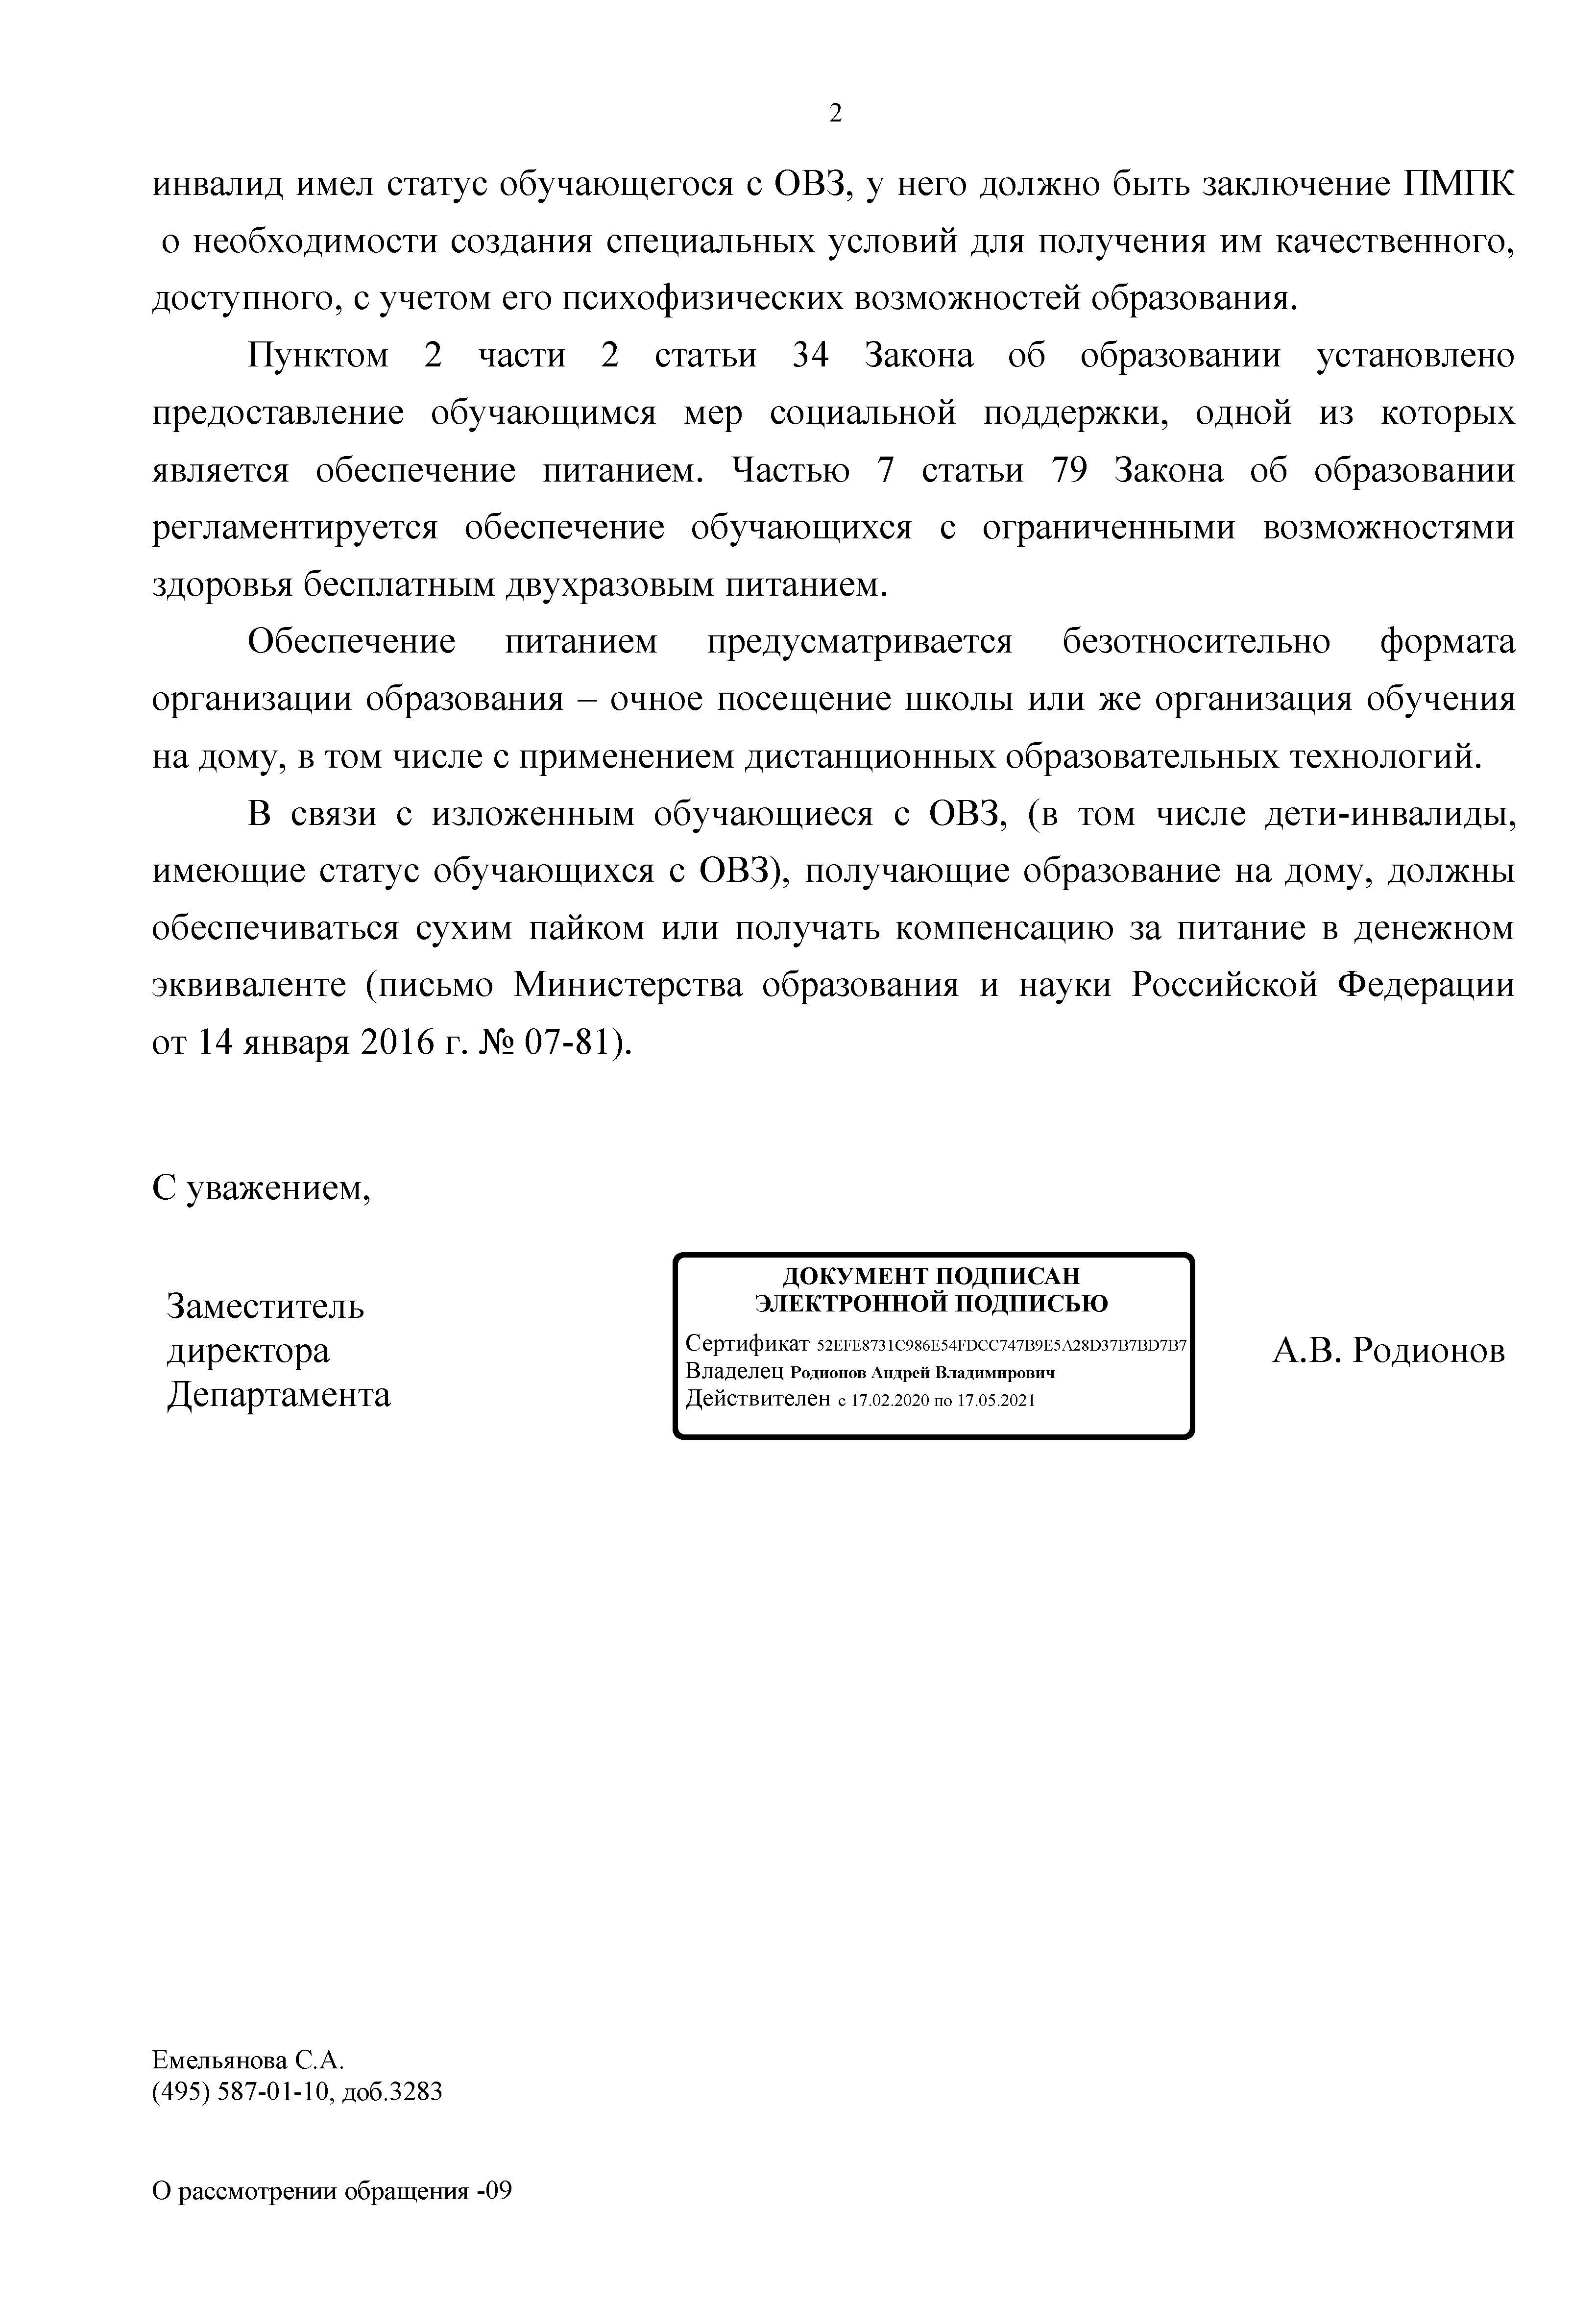 2
инвалид имел статус обучающегося с ОВЗ, у него должно быть заключение ПМПК
о необходимости создания специальных условий для получения им качественного,
доступного, с учетом его психофизических возможностей образования.
Пунктом 2 части 2 статьи 34 Закона об образовании установлено
предоставление обучающимся мер социальной поддержки, одной из которых
является обеспечение питанием. Частью 7 статьи 79 Закона об образовании
регламентируется обеспечение обучающихся с ограниченными возможностями
здоровья бесплатным двухразовым питанием.
Обеспечение питанием предусматривается безотносительно формата
организации образования – очное посещение школы или же организация обучения
на дому, в том числе с применением дистанционных образовательных технологий.
В связи с изложенным обучающиеся с ОВЗ, (в том числе дети-инвалиды,
имеющие статус обучающихся с ОВЗ), получающие образование на дому, должны
обеспечиваться сухим пайком или получать компенсацию за питание в денежном
эквиваленте (письмо Министерства образования и науки Российской Федерации
от 14 января 2016 г. № 07-81).
С уважением,
Заместитель
директора
Департамента
ДОКУМЕНТ ПОДПИСАН
ЭЛЕКТРОННОЙ ПОДПИСЬЮ
Сертификат 52EFE8731C986E54FDCC747B9E5A28D37B7BD7B7
Владелец Родионов Андрей Владимирович
Действителен с 17.02.2020 по 17.05.2021
А.В. Родионов
Емельянова С.А.
(495) 587-01-10, доб.3283
О рассмотрении обращения -09